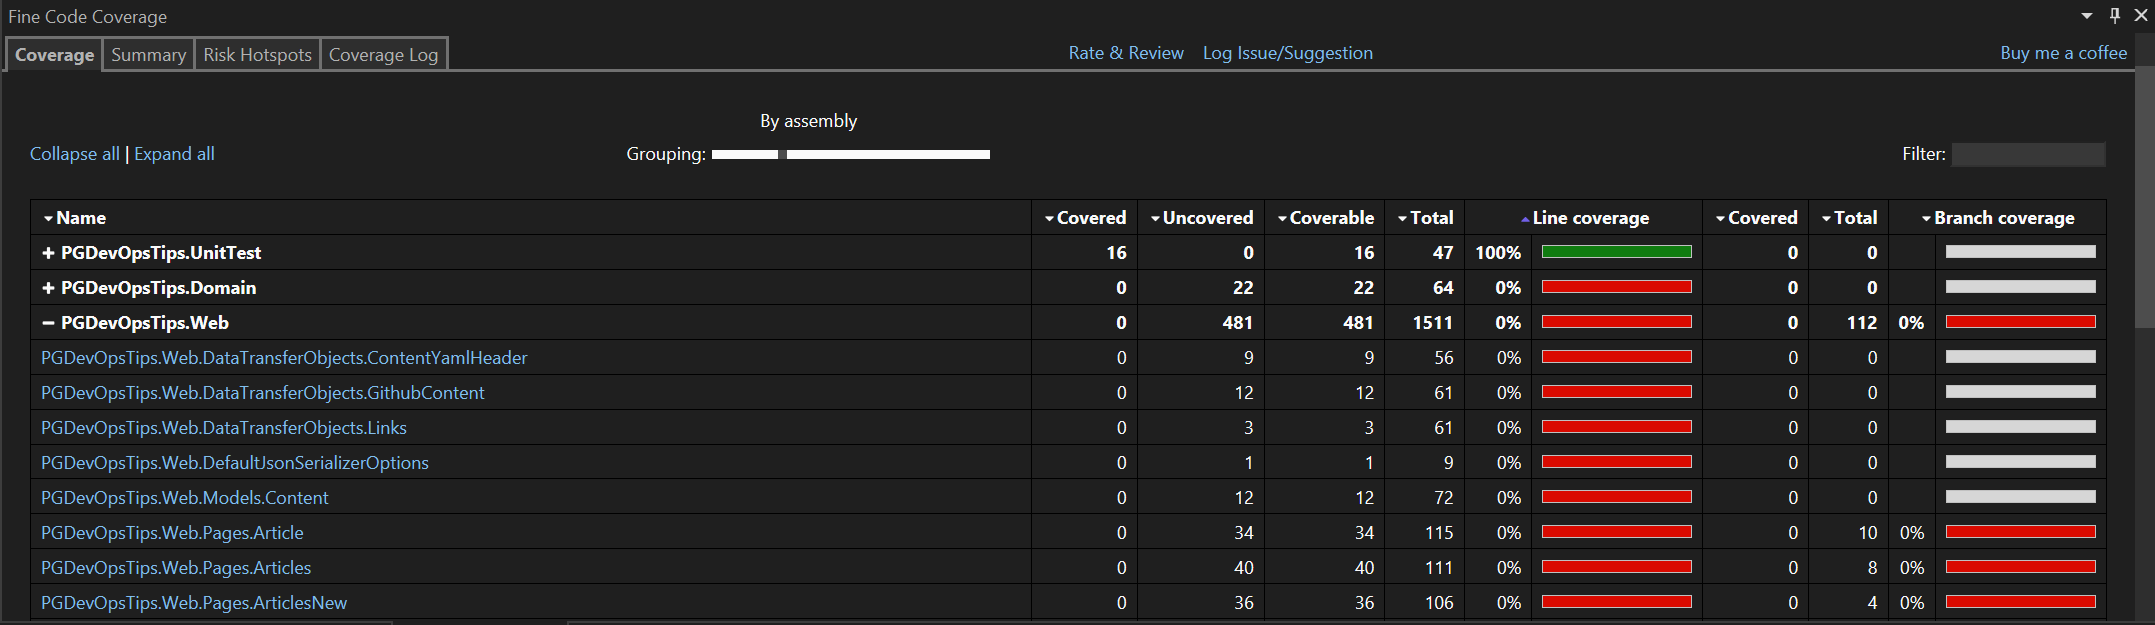 Fine Code Coverage
Coverage Summary Risk Hotspots Coverage Log Rate & Review Log Issue/Suggestion Buy me a coffee
By assembly
Collapse all | Expand all Grouping: Filter:
Name Covered Uncovered Coverable Total Line coverage Covered Total Branch coverage
PGDevOpsTips.UnitTest 16 0 16 47 100% 0 0
PGDevOpsTips.Domain 0 22 22 64 0% 0 0
PGDevOpsTips.Web 0 481 481 1511 0% 0 112 0%
PGDevOpsTips.Web.DataTransferObjects.ContentYamlHeader 0 9 9 56 0% 0 0
PGDevOpsTips.Web.DataTransferObjects.GithubContent 0 12 12 61 0% 0 0
PGDevOpsTips.Web.DataTransferObjects.Links 0 3 3 61 0% 0 0
PGDevOpsTips.Web.DefaultJsonSerializerOptions 0 1 1 9 0% 0 0
PGDevOpsTips.Web.Models.Content 0 12 12 72 0% 0 0
PGDevOpsTips.Web.Pages.Article 0 34 34 115 0% 0 10 0%
PGDevOpsTips.Web.Pages.Articles 0 40 40 111 0% 0 8 0%
PGDevOpsTips.Web.Pages.ArticlesNew 0 36 36 106 0% 0 4 0%